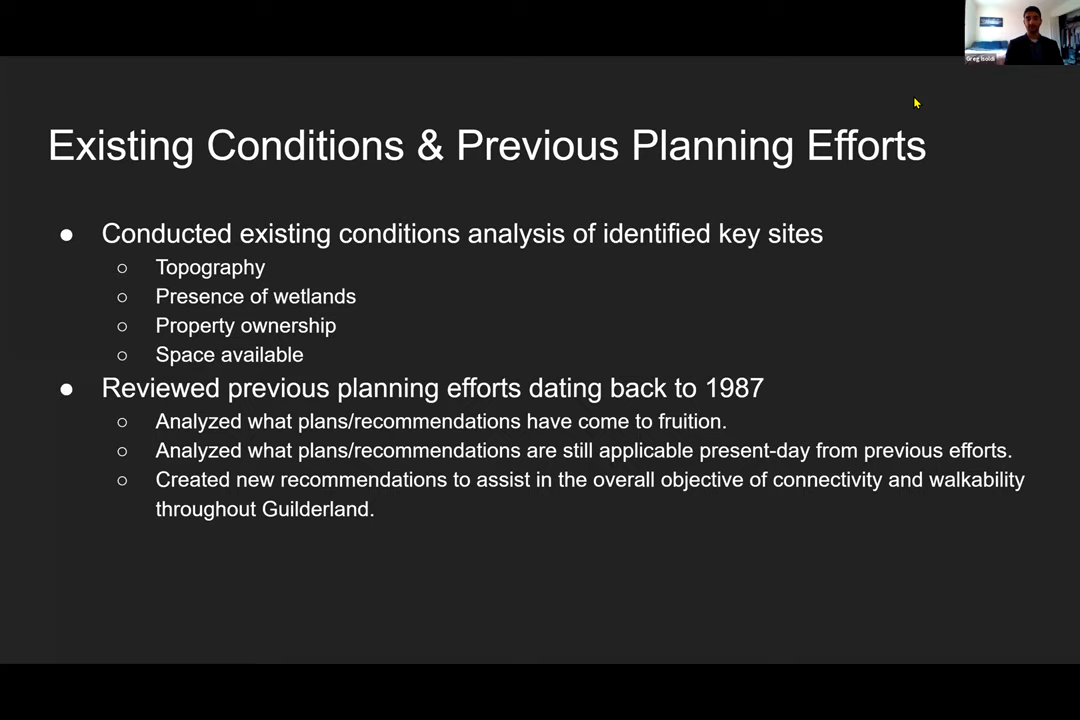 Greg Isoldi
Existing Conditions & Previous Planning Efforts
● Conducted existing conditions analysis of identified key sites
○ Topography
○ Presence of wetlands
○ Property ownership
○ Space available
● Reviewed previous planning efforts dating back to 1987
○ Analyzed what plans/recommendations have come to fruition.
○ Analyzed what plans/recommendations are still applicable present-day from previous efforts.
○ Created new recommendations to assist in the overall objective of connectivity and walkability
throughout Guilderland.